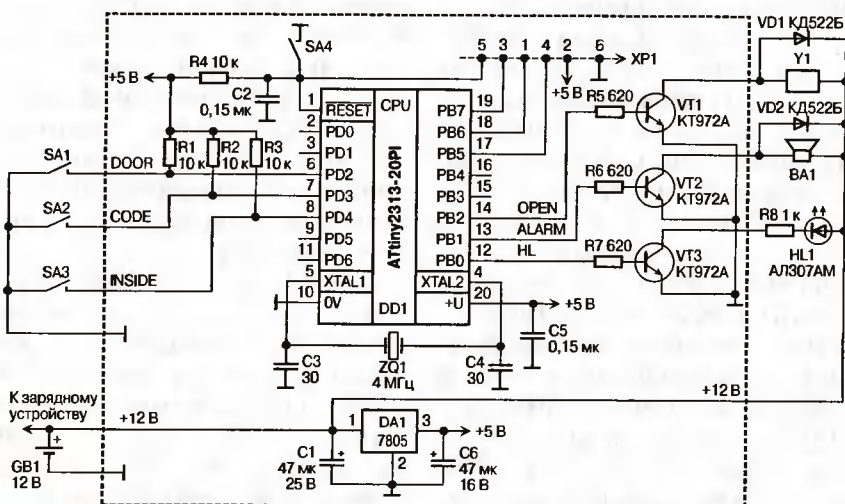 SA4
5 3 1 4 2 6
XP1
VD1 КД522Б
Y1
+5 В
R4 10 к
C2
0,15 мк
+5 В
R5 620
VT1
КТ972А
VD2 КД522Б
BA1
1 RESET
2 PD0
3 PD1
6 PD2
7 PD3
8 PD4
9 PD5
11 PD6
5 XTAL1
10 0V
CPU
ATtiny2313-20PI
DD1
PB7 19
PB6 18
PB5 17
PB4 16
PB3 15
PB2 14
PB1 13
PB0 12
XTAL2 4
+U 20
R1
10 к
R2
10 к
R3
10 к
SA1
DOOR
SA2
CODE
SA3
INSIDE
OPEN
ALARM
HL
R6 620
VT2
КТ972А
R7 620
VT3
КТ972А
R8 1 к
HL1
АЛ307АМ
+5 В
C5
0,15 мк
C3
30
ZQ1
4 МГц
C4
30
+12 В
К зарядному
устройству
+12 В
GB1
12 В
1 DA1 3
7805
2
+5 В
C1
47 мк
25 В
C6
47 мк
16 В